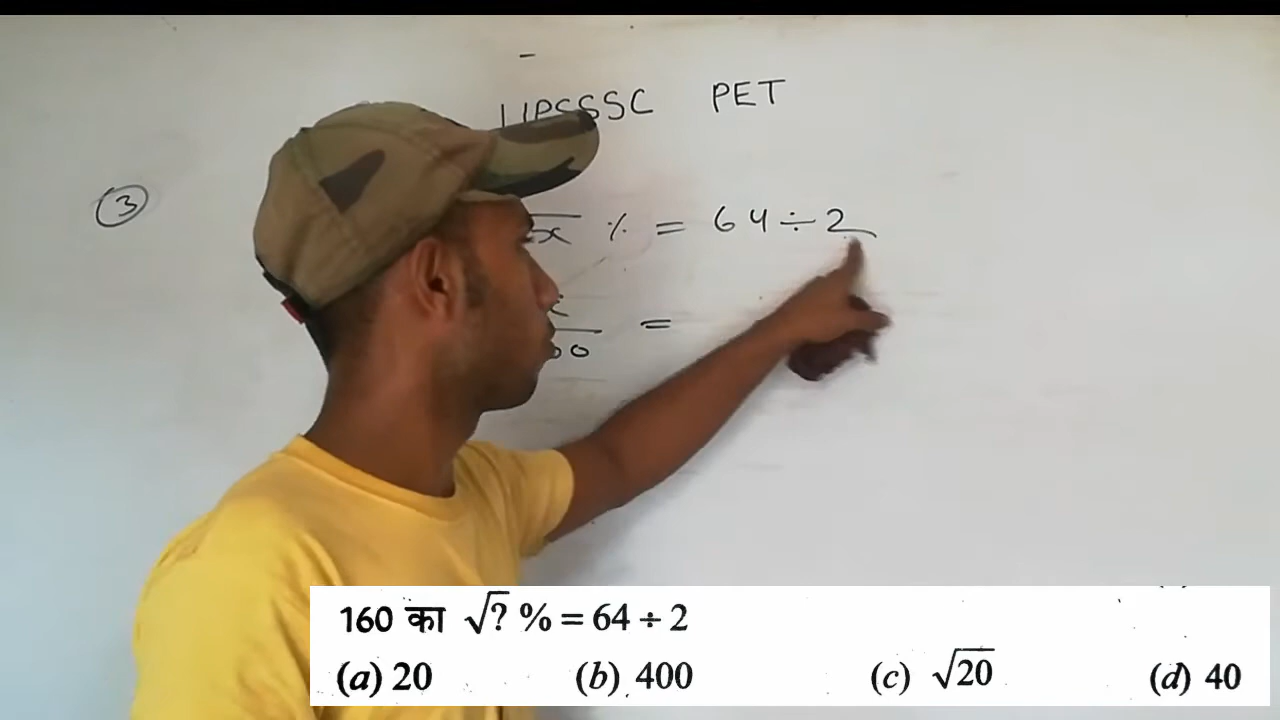 UPSSSC PET
3
x % = 64 ÷ 2
=
160 का √? % = 64 ÷ 2
(a) 20 (b) 400 (c) √20 (d) 40